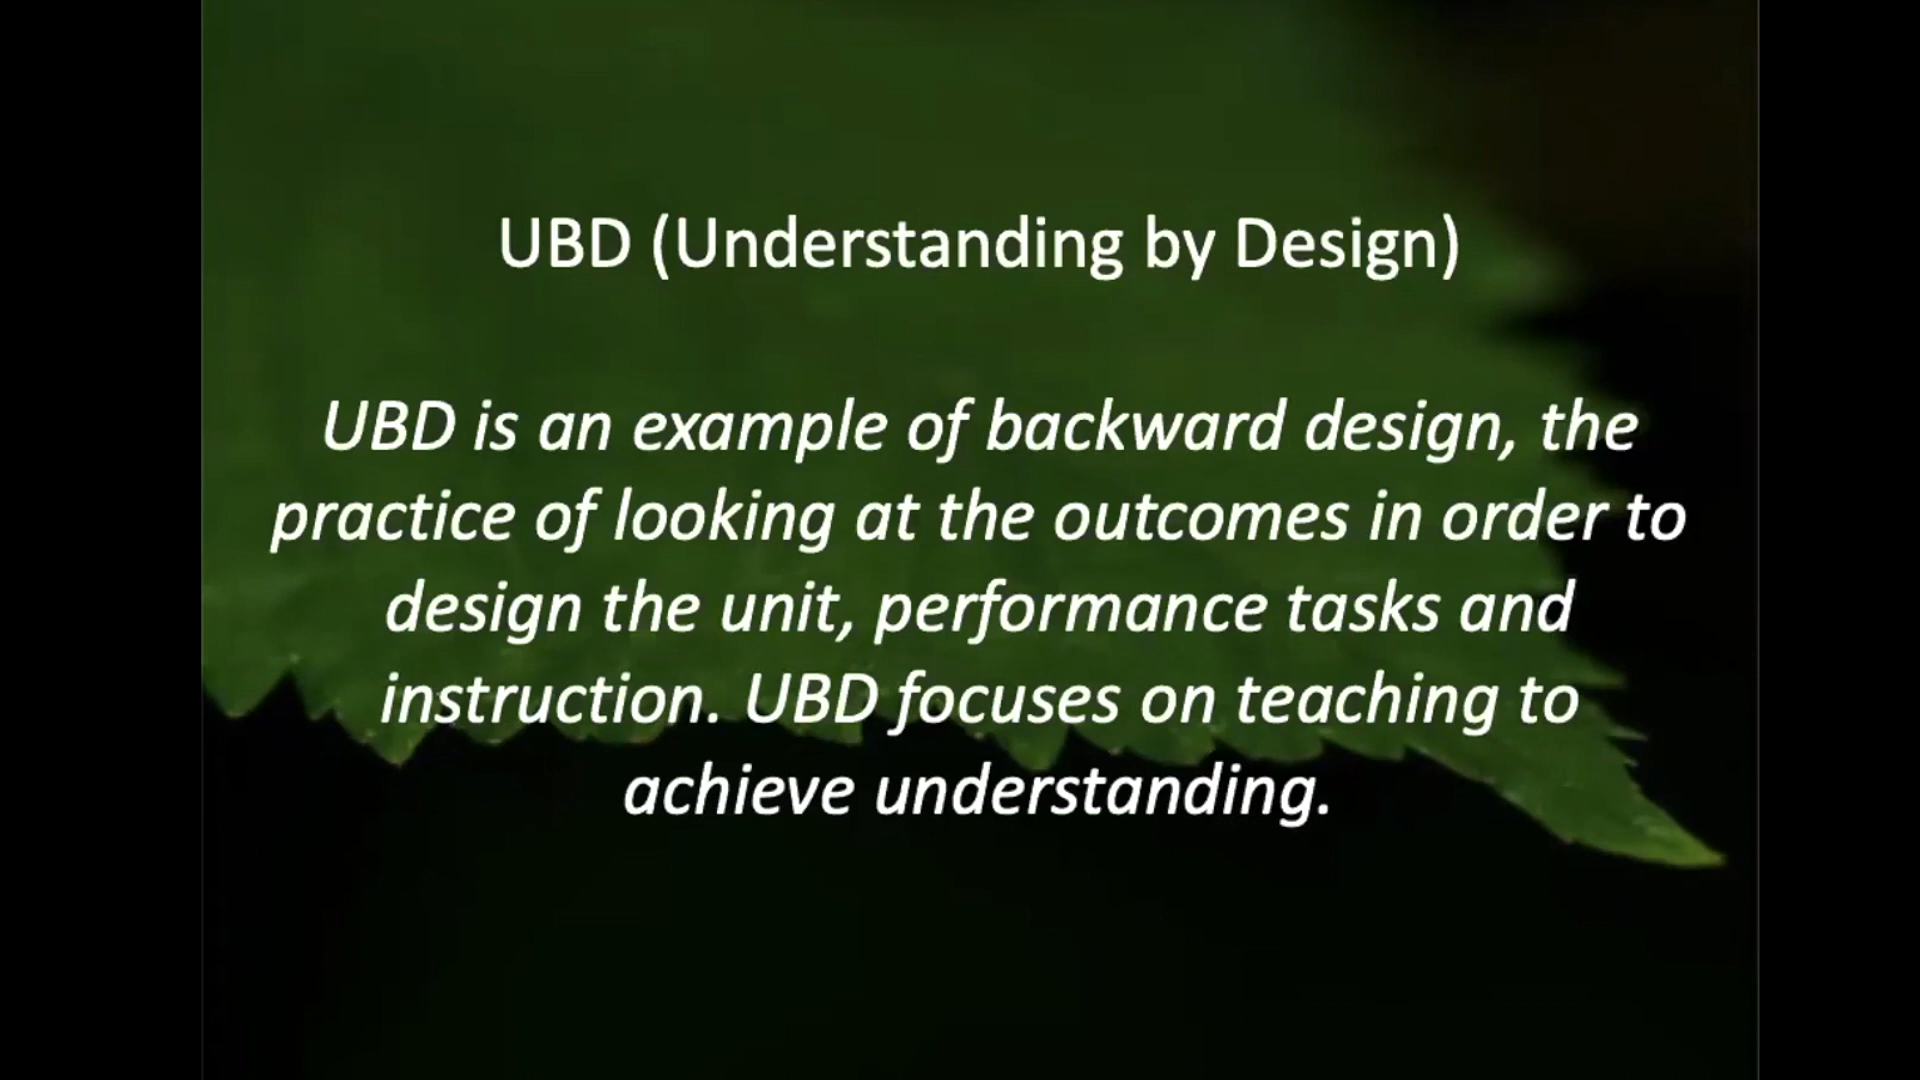 UBD (Understanding by Design)
UBD is an example of backward design, the
practice of looking at the outcomes in order to
design the unit, performance tasks and
instruction. UBD focuses on teaching to
achieve understanding.